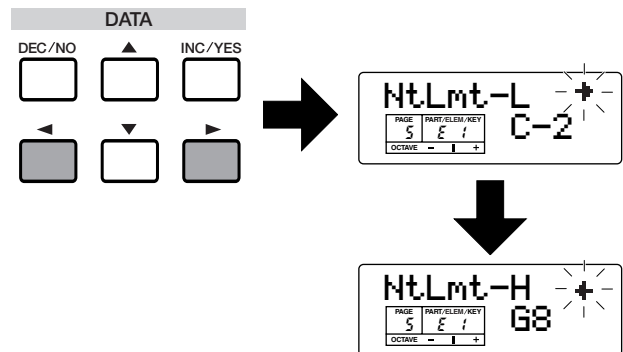 DATA
DEC/NO ▲ INC/YES
◀ ▼ ▶
NtLmt-L
C-2
PAGE PART/ELEM/KEY
5 E 1
OCTAVE – +
NtLmt-H
G8
PAGE PART/ELEM/KEY
5 E 1
OCTAVE – +